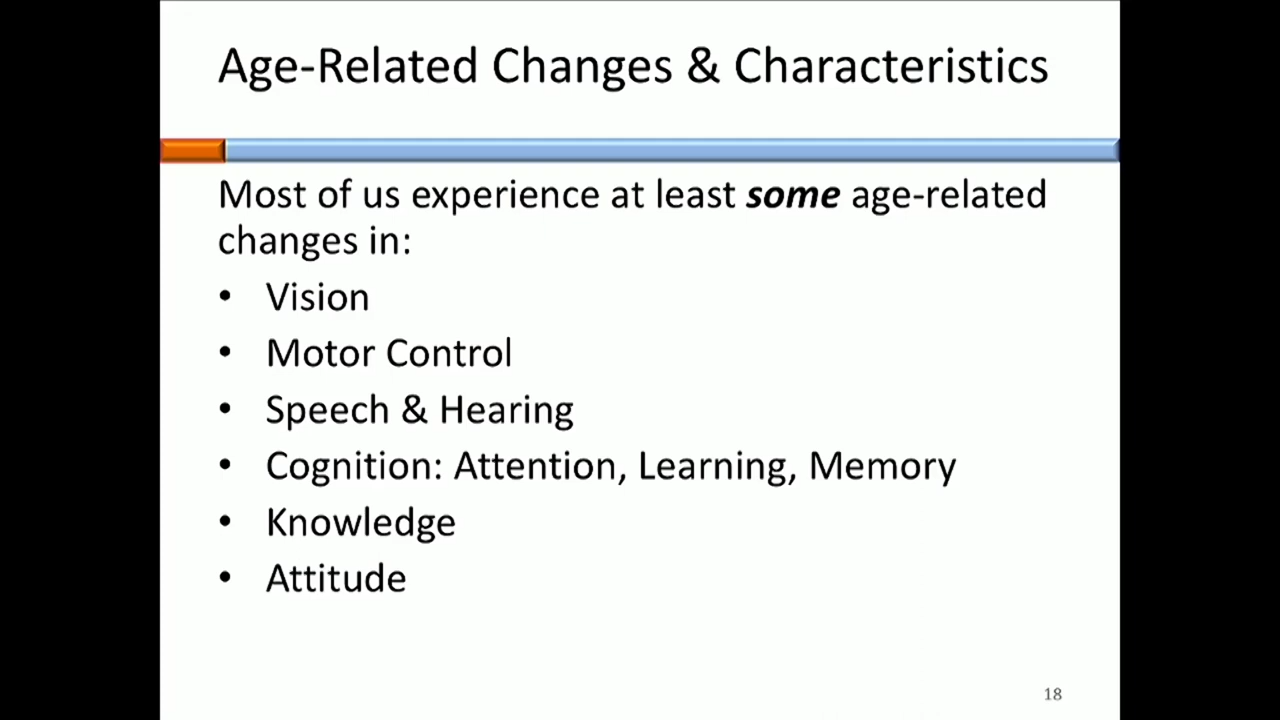 Age-Related Changes & Characteristics
Most of us experience at least some age-related
changes in:
• Vision
• Motor Control
• Speech & Hearing
• Cognition: Attention, Learning, Memory
• Knowledge
• Attitude
18